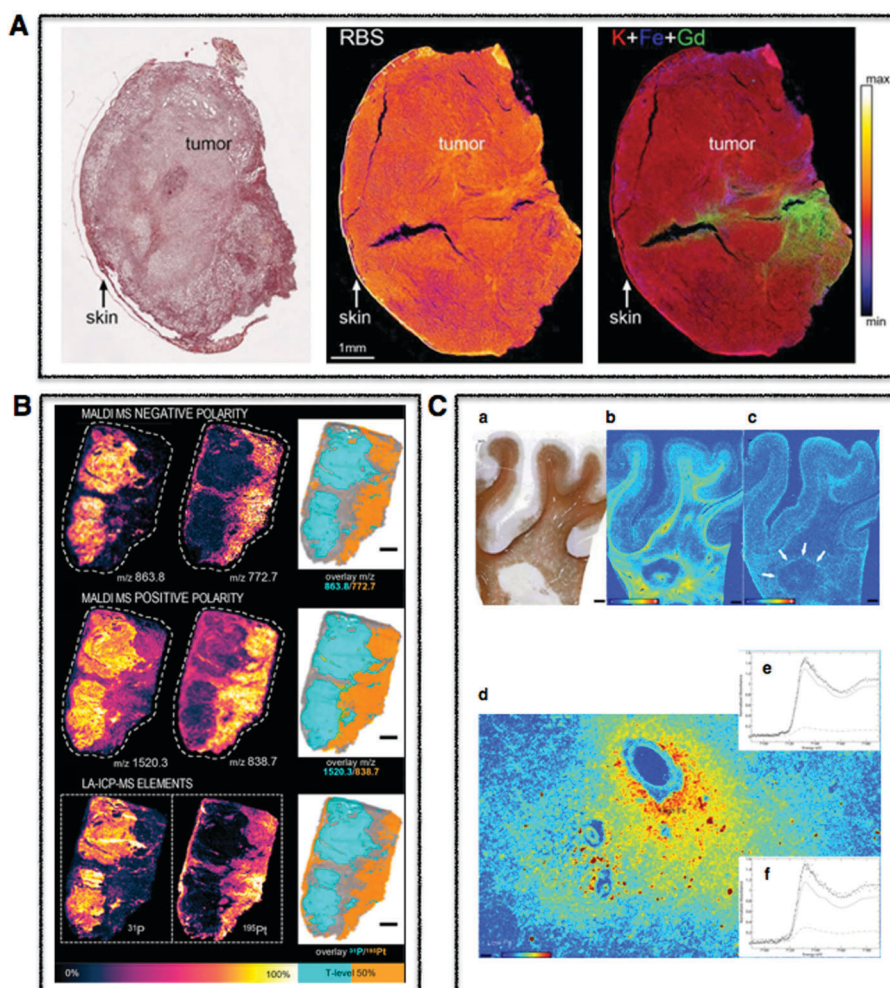 A
tumor
skin
RBS
tumor
skin
1mm
K+Fe+Gd
tumor
skin
max
min
B
MALDI MS NEGATIVE POLARITY
m/z 863.8
m/z 772.7
overlay m/z
863.8/772.7
MALDI MS POSITIVE POLARITY
m/z 1520.3
m/z 838.7
overlay m/z
1520.3/838.7
LA-ICP-MS ELEMENTS
31P
195Pt
overlay 31P/195Pt
0%
100%
T-level 50%
C
a
b
c
d
e
f